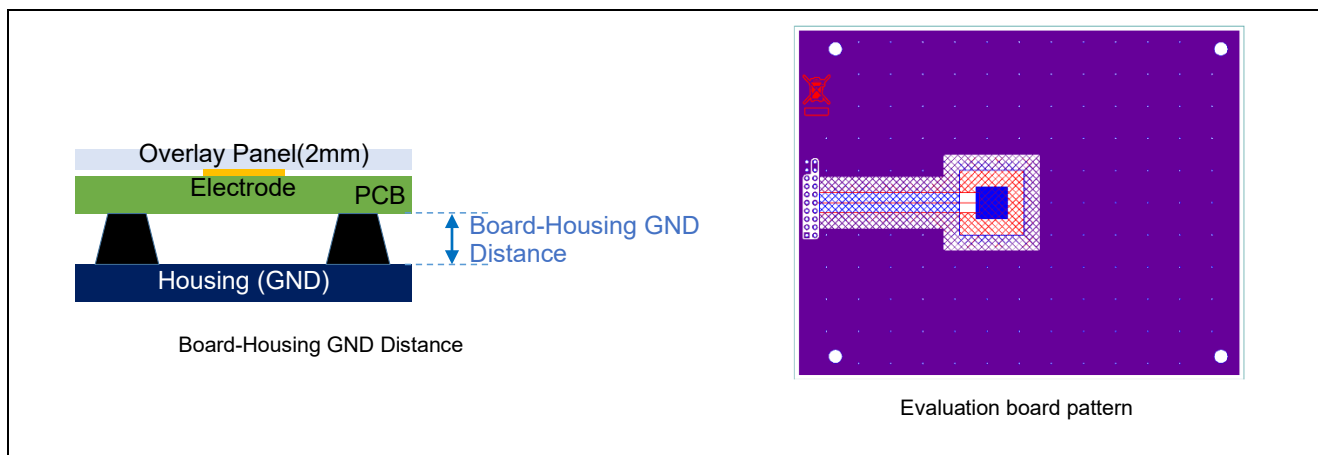 Overlay Panel(2mm)
Electrode
PCB
Board-Housing GND
Distance
Housing (GND)
Board-Housing GND Distance
Evaluation board pattern